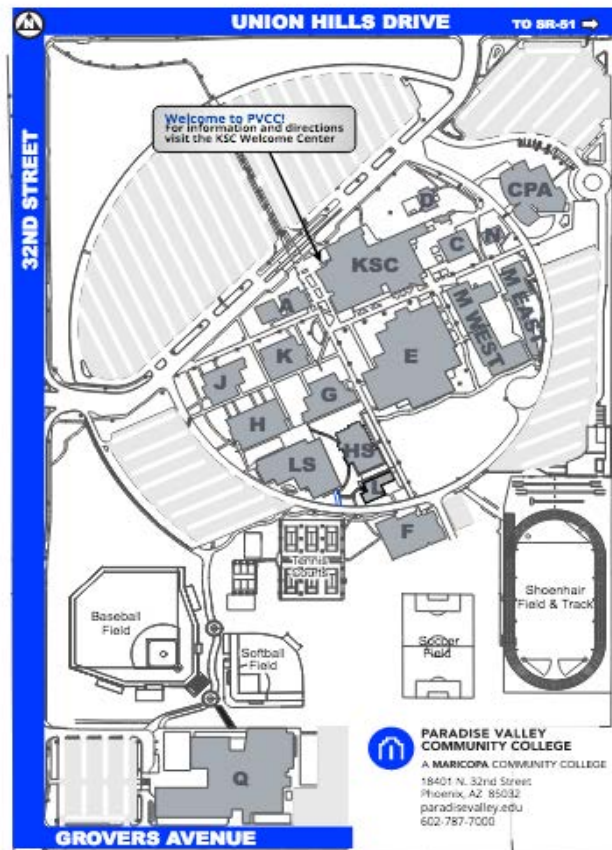 N
UNION HILLS DRIVE
TO SR-51
32ND STREET
Welcome to PVCC!
For information and directions
visit the KSC Welcome Center
D
CPA
N
C
KSC
M EAST
M WEST
A
E
K
J
G
H
HS
LS
L
F
Tennis
Courts
Baseball
Field
Softball
Field
Soccer
Field
Shoenhair
Field & Track
Q
PARADISE VALLEY
COMMUNITY COLLEGE
A MARICOPA COMMUNITY COLLEGE
18401 N. 32nd Street
Phoenix, AZ 85032
paradisevalley.edu
602-787-7000
GROVERS AVENUE